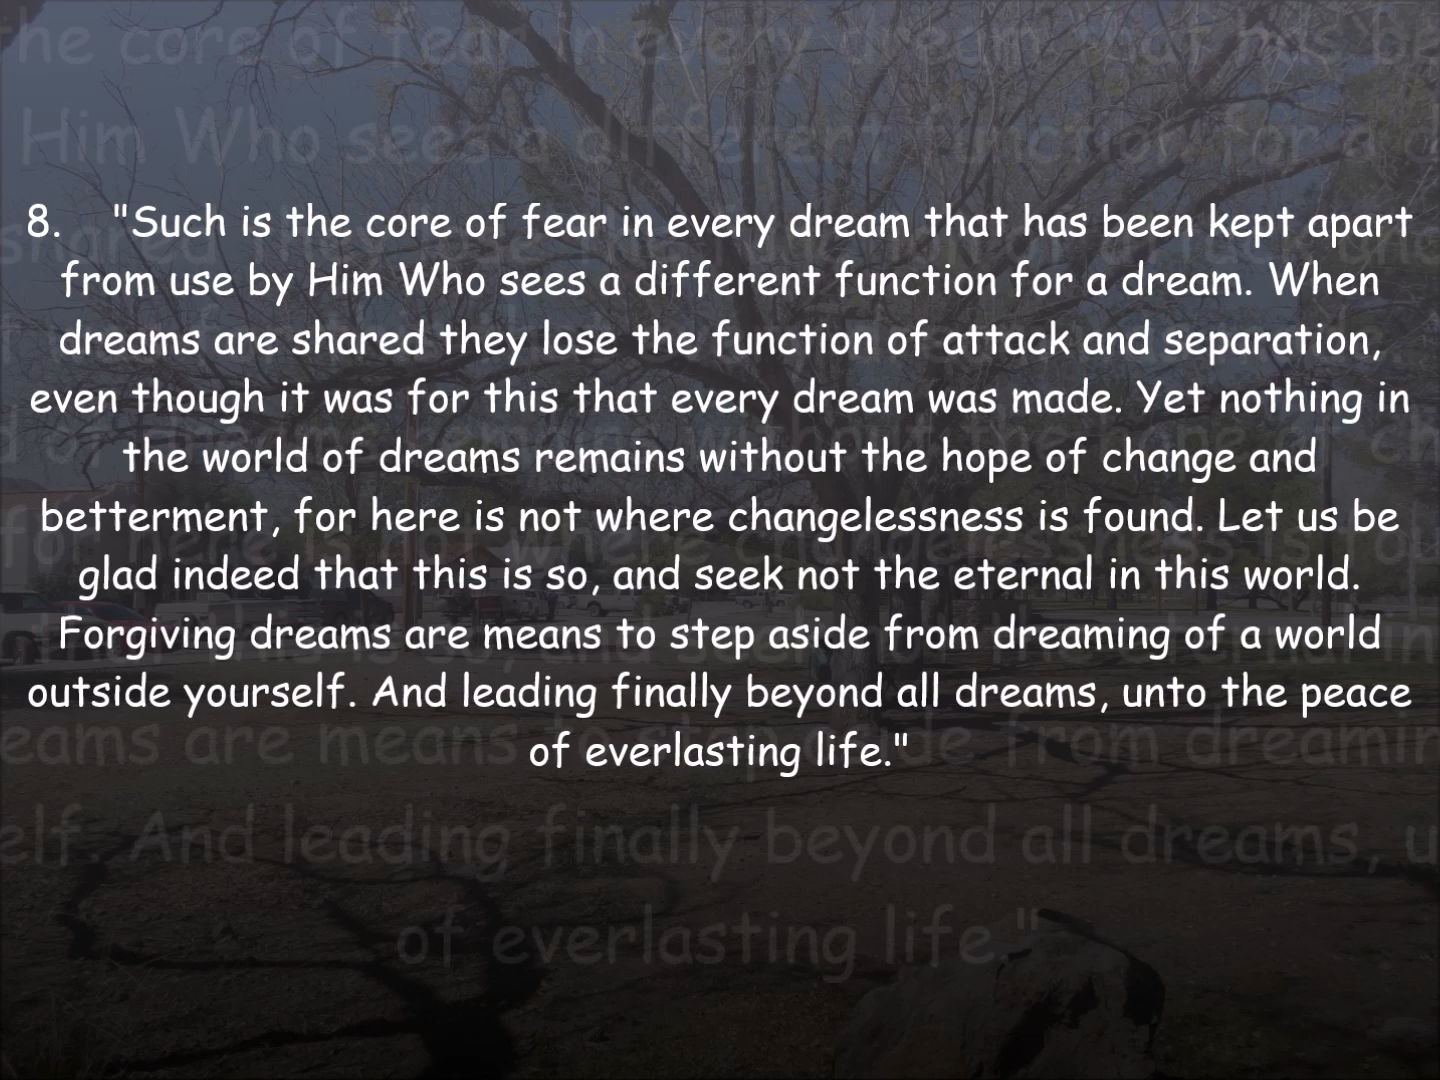 8. "Such is the core of fear in every dream that has been kept apart
from use by Him Who sees a different function for a dream. When
dreams are shared they lose the function of attack and separation,
even though it was for this that every dream was made. Yet nothing in
the world of dreams remains without the hope of change and
betterment, for here is not where changelessness is found. Let us be
glad indeed that this is so, and seek not the eternal in this world.
Forgiving dreams are means to step aside from dreaming of a world
outside yourself. And leading finally beyond all dreams, unto the peace
of everlasting life."